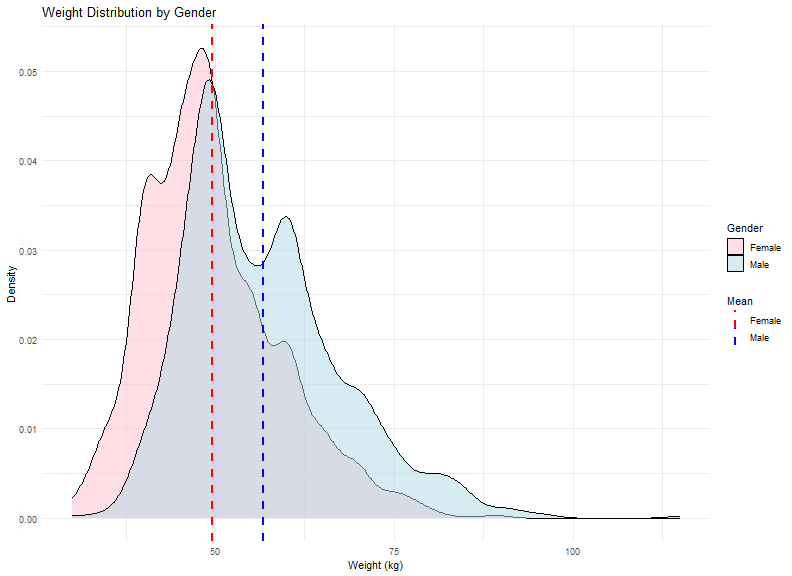 Weight Distribution by Gender
0.05
0.04
0.03
0.02
0.01
0.00
Density
50 75 100
Weight (kg)
Gender
Female
Male
Mean
Female
Male